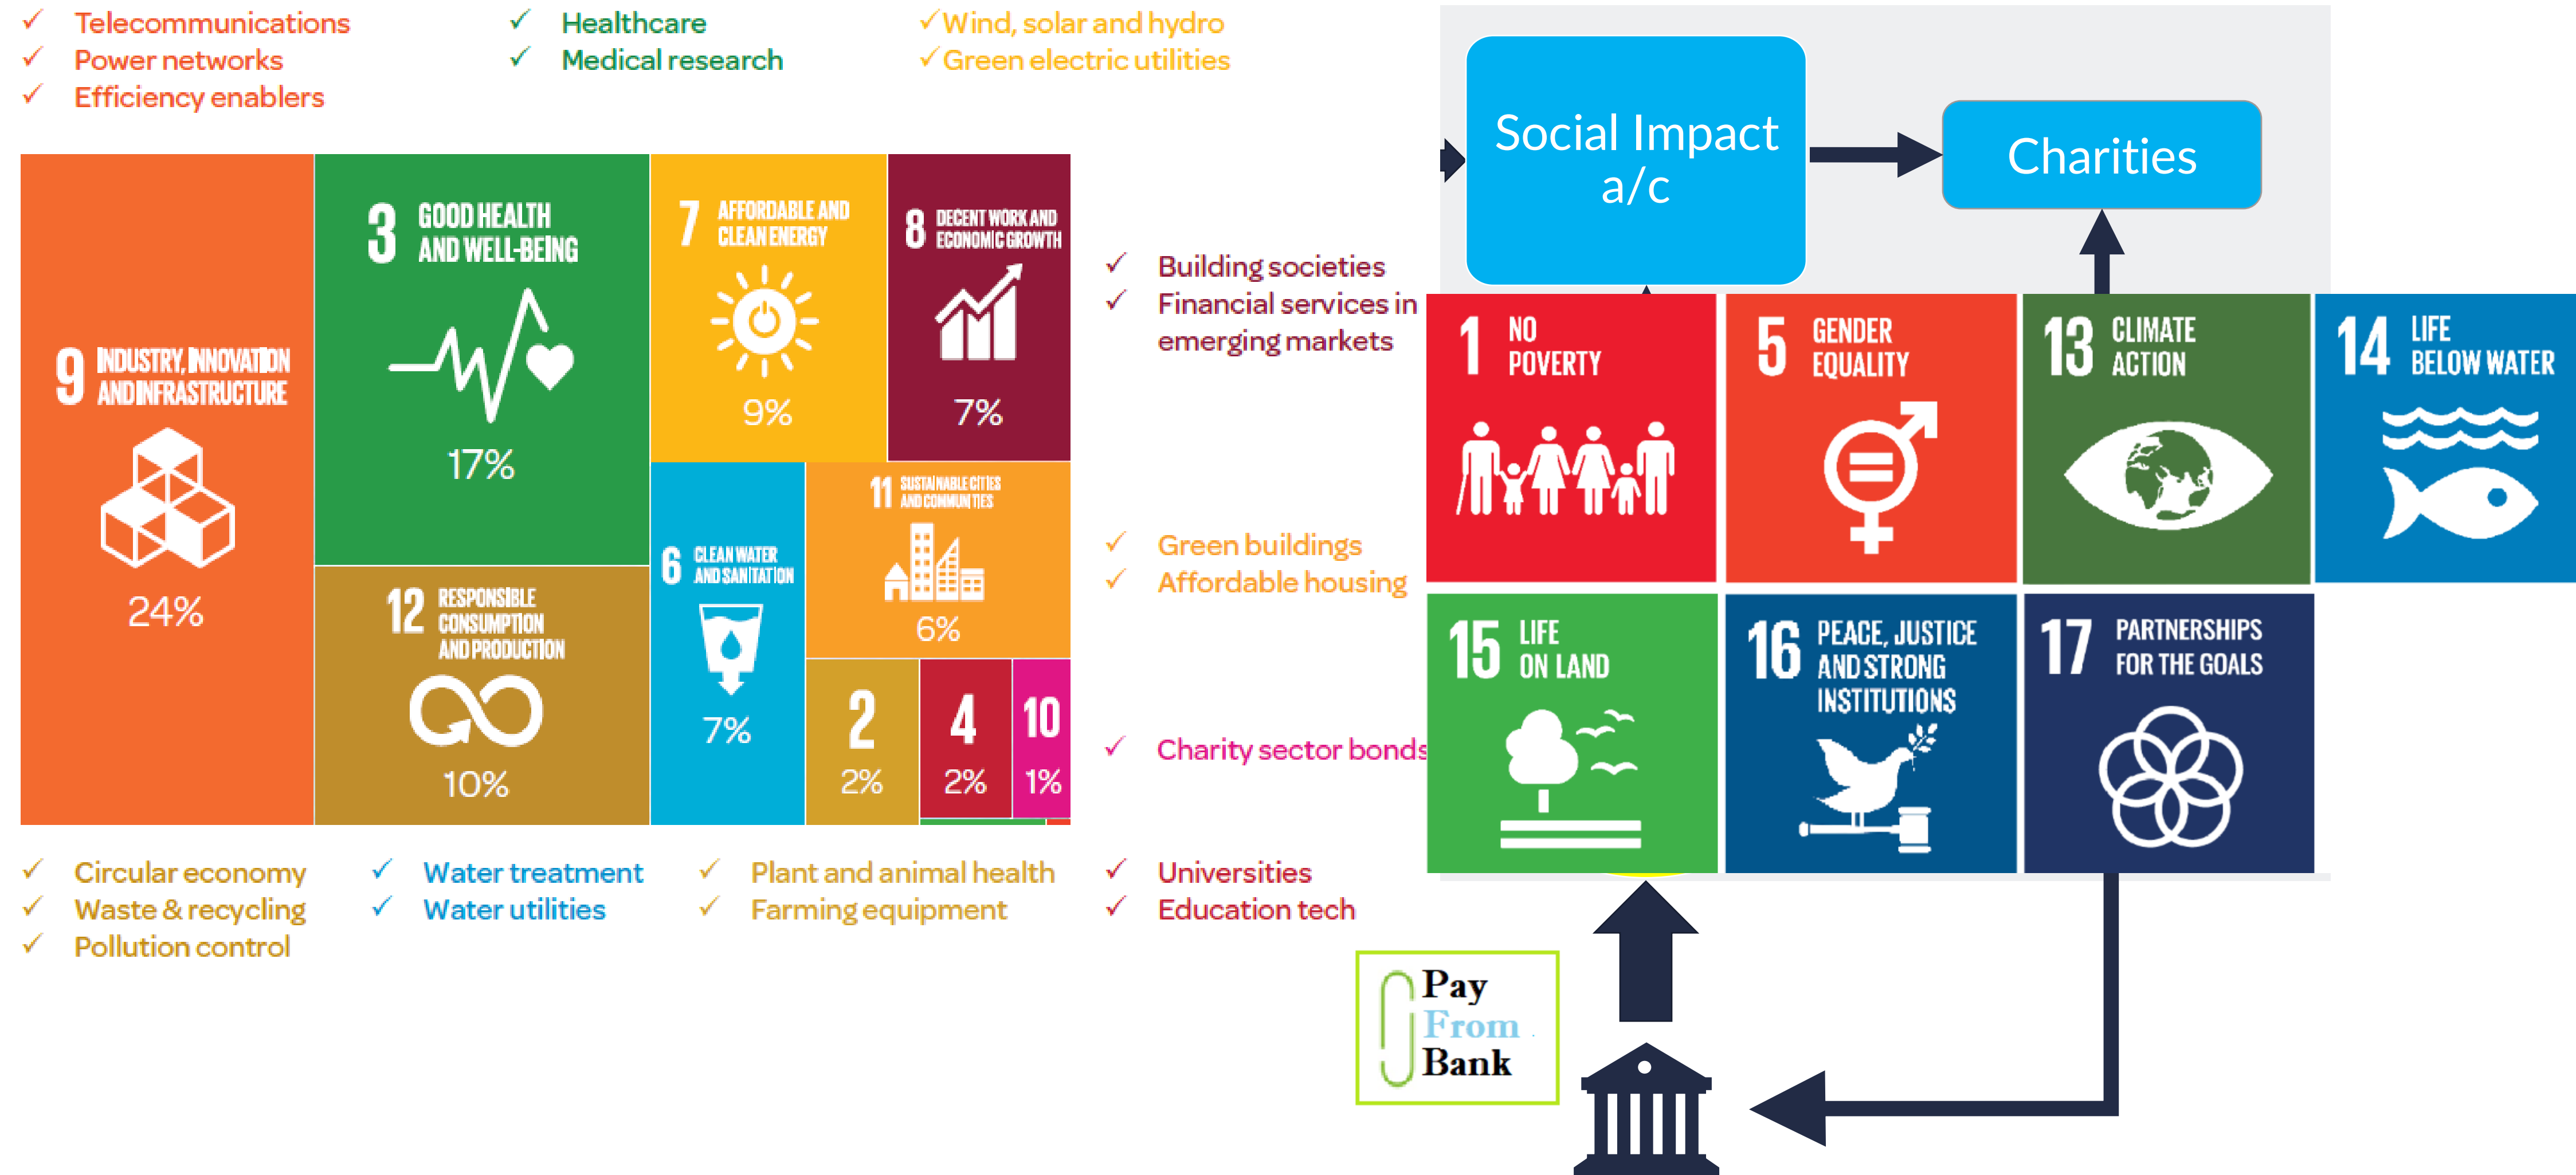 Telecommunications
Power networks
Efficiency enablers
Healthcare
Medical research
Wind, solar and hydro
Green electric utilities
9 INDUSTRY, INNOVATION
AND INFRASTRUCTURE
24%
3 GOOD HEALTH
AND WELL-BEING
17%
12 RESPONSIBLE
CONSUMPTION
AND PRODUCTION
10%
7 AFFORDABLE AND
CLEAN ENERGY
9%
8 DECENT WORK AND
ECONOMIC GROWTH
7%
6 CLEAN WATER
AND SANITATION
7%
11 SUSTAINABLE CITIES
AND COMMUNITIES
6%
2
2%
4
2%
10
1%
Building societies
Financial services in
emerging markets
Green buildings
Affordable housing
Charity sector bonds
Circular economy
Waste & recycling
Pollution control
Water treatment
Water utilities
Plant and animal health
Farming equipment
Universities
Education tech
Social Impact
a/c
Charities
1 NO
POVERTY
5 GENDER
EQUALITY
13 CLIMATE
ACTION
14 LIFE
BELOW WATER
15 LIFE
ON LAND
16 PEACE, JUSTICE
AND STRONG
INSTITUTIONS
17 PARTNERSHIPS
FOR THE GOALS
Pay
From
Bank